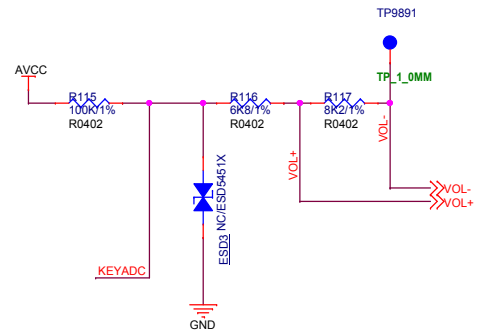 TP9891
AVCC
TP_1_0MM
R115
100K/1%
R0402
R116
6K8/1%
R0402
R117
8K2/1%
R0402
VOL+
VOL-
VOL-
VOL+
ESD3
NC/ESD5451X
KEYADC
GND